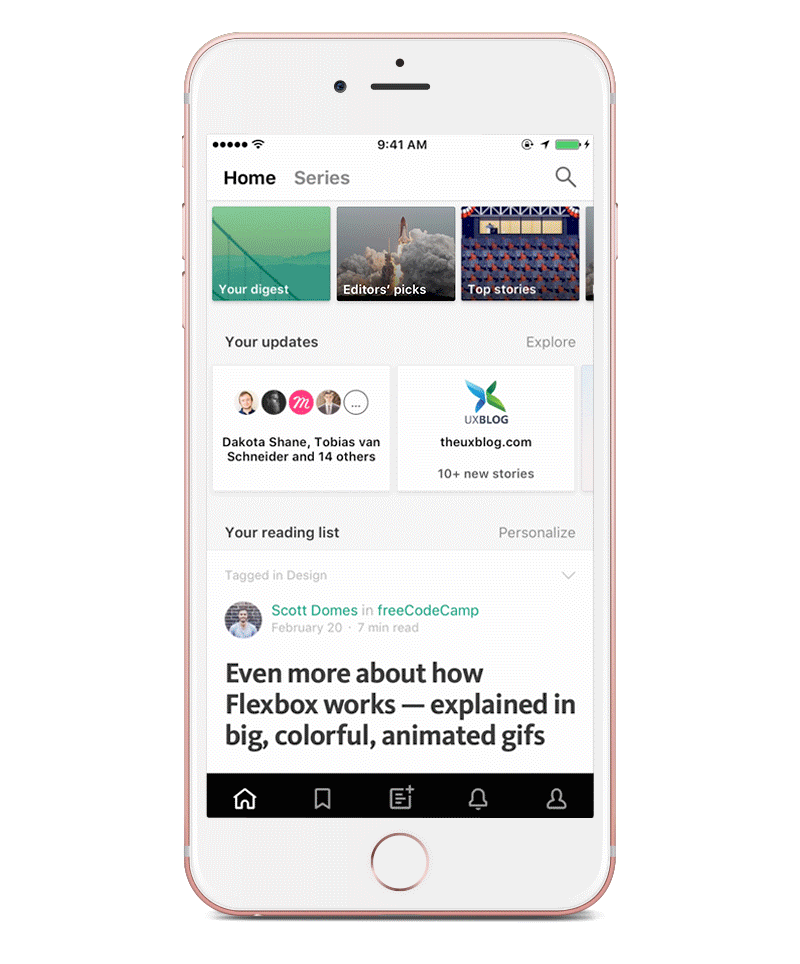 9:41 AM
Home Series
Your digest
Editors’ picks
Top stories
Your updates Explore
M
...
Dakota Shane, Tobias van
Schneider and 14 others
UXBLOG
theuxblog.com
10+ new stories
Your reading list Personalize
Tagged in Design
Scott Domes in freeCodeCamp
February 20 · 7 min read
Even more about how
Flexbox works — explained in
big, colorful, animated gifs